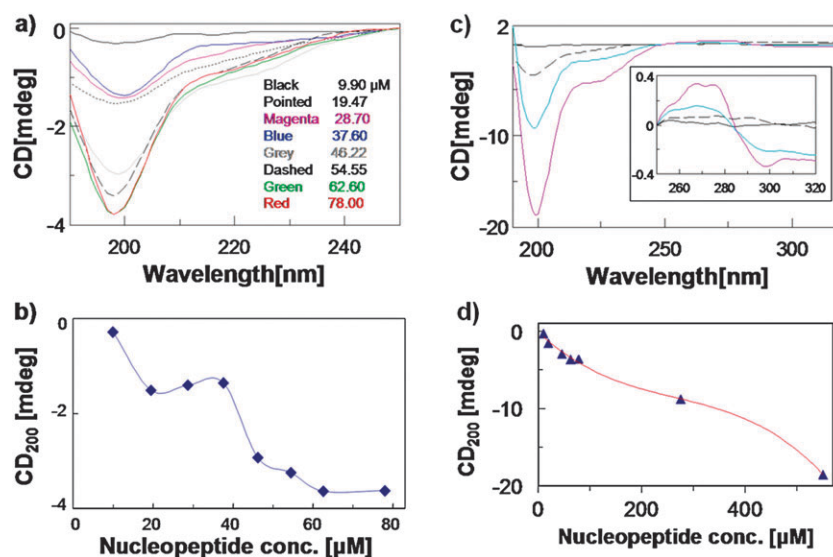 a)
0
-2
-4
CD[mdeg]
Black 9.90 µM
Pointed 19.47
Magenta 28.70
Blue 37.60
Grey 46.22
Dashed 54.55
Green 62.60
Red 78.00
200 220 240
Wavelength[nm]
c)
2
-10
-20
CD[mdeg]
0.4
0
-0.4
260 280 300 320
200 250 300
Wavelength[nm]
b)
0
-2
-4
CD200 [mdeg]
0 20 40 60 80
Nucleopeptide conc. [µM]
d)
0
-10
-20
CD200 [mdeg]
0 200 400
Nucleopeptide conc. [µM]